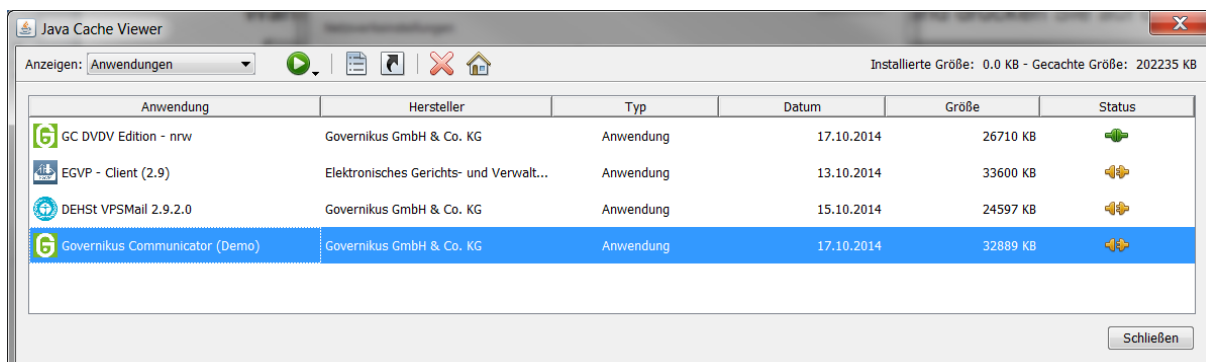 Java Cache Viewer
Anzeigen: Anwendungen Installierte Größe: 0.0 KB - Gecachte Größe: 202235 KB
Anwendung Hersteller Typ Datum Größe Status
GC DVDV Edition - nrw Governikus GmbH & Co. KG Anwendung 17.10.2014 26710 KB
EGVP - Client (2.9) Elektronisches Gerichts- und Verwalt... Anwendung 13.10.2014 33600 KB
DEHSt VPSMail 2.9.2.0 Governikus GmbH & Co. KG Anwendung 15.10.2014 24597 KB
Governikus Communicator (Demo) Governikus GmbH & Co. KG Anwendung 17.10.2014 32889 KB
Schließen